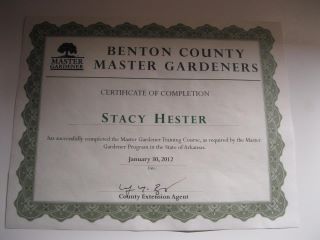 BENTON COUNTY
MASTER GARDENERS
MASTER
GARDENER
CERTIFICATE OF COMPLETION
STACY HESTER
has successfully completed the Master Gardener Training Course, as required by the Master
Gardener Program in the State of Arkansas.
January 30, 2012
County Extension Agent